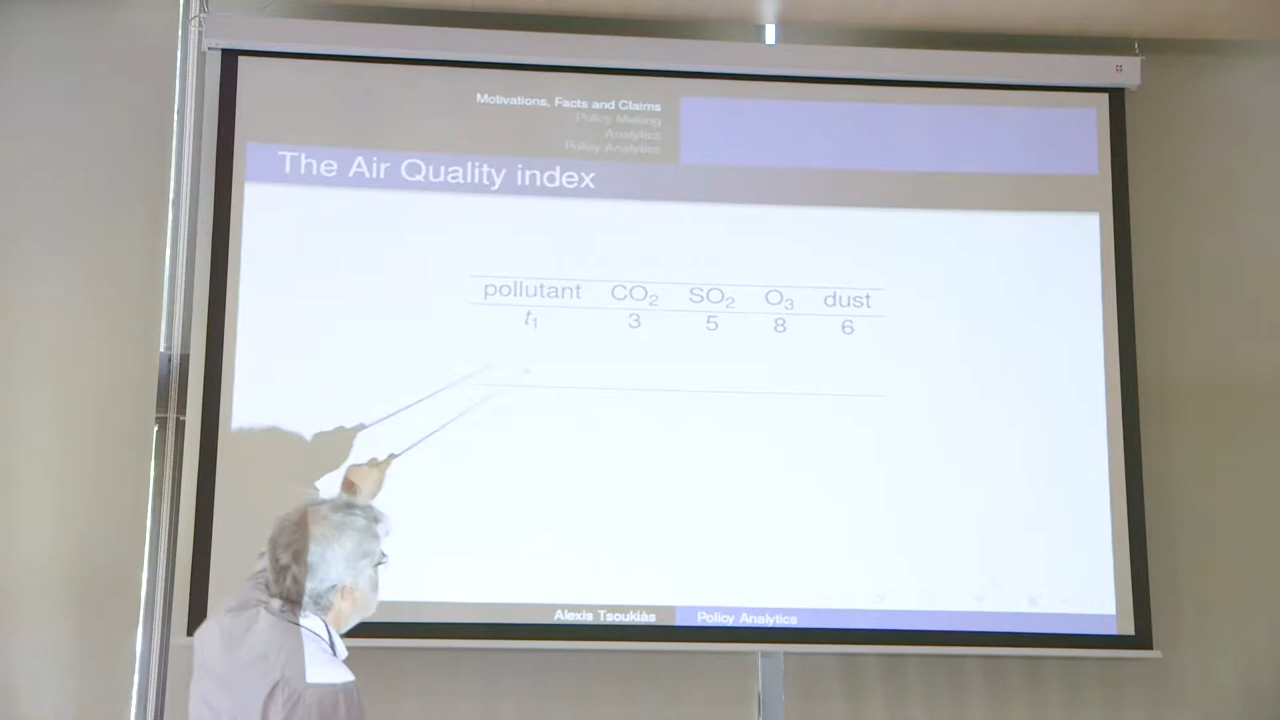 Motivations, Facts and Claims
Policy Making
Analytics
Policy Analytics
The Air Quality index
pollutant CO₂ SO₂ O₃ dust
t₁ 3 5 8 6
Alexis Tsoukiàs Policy Analytics